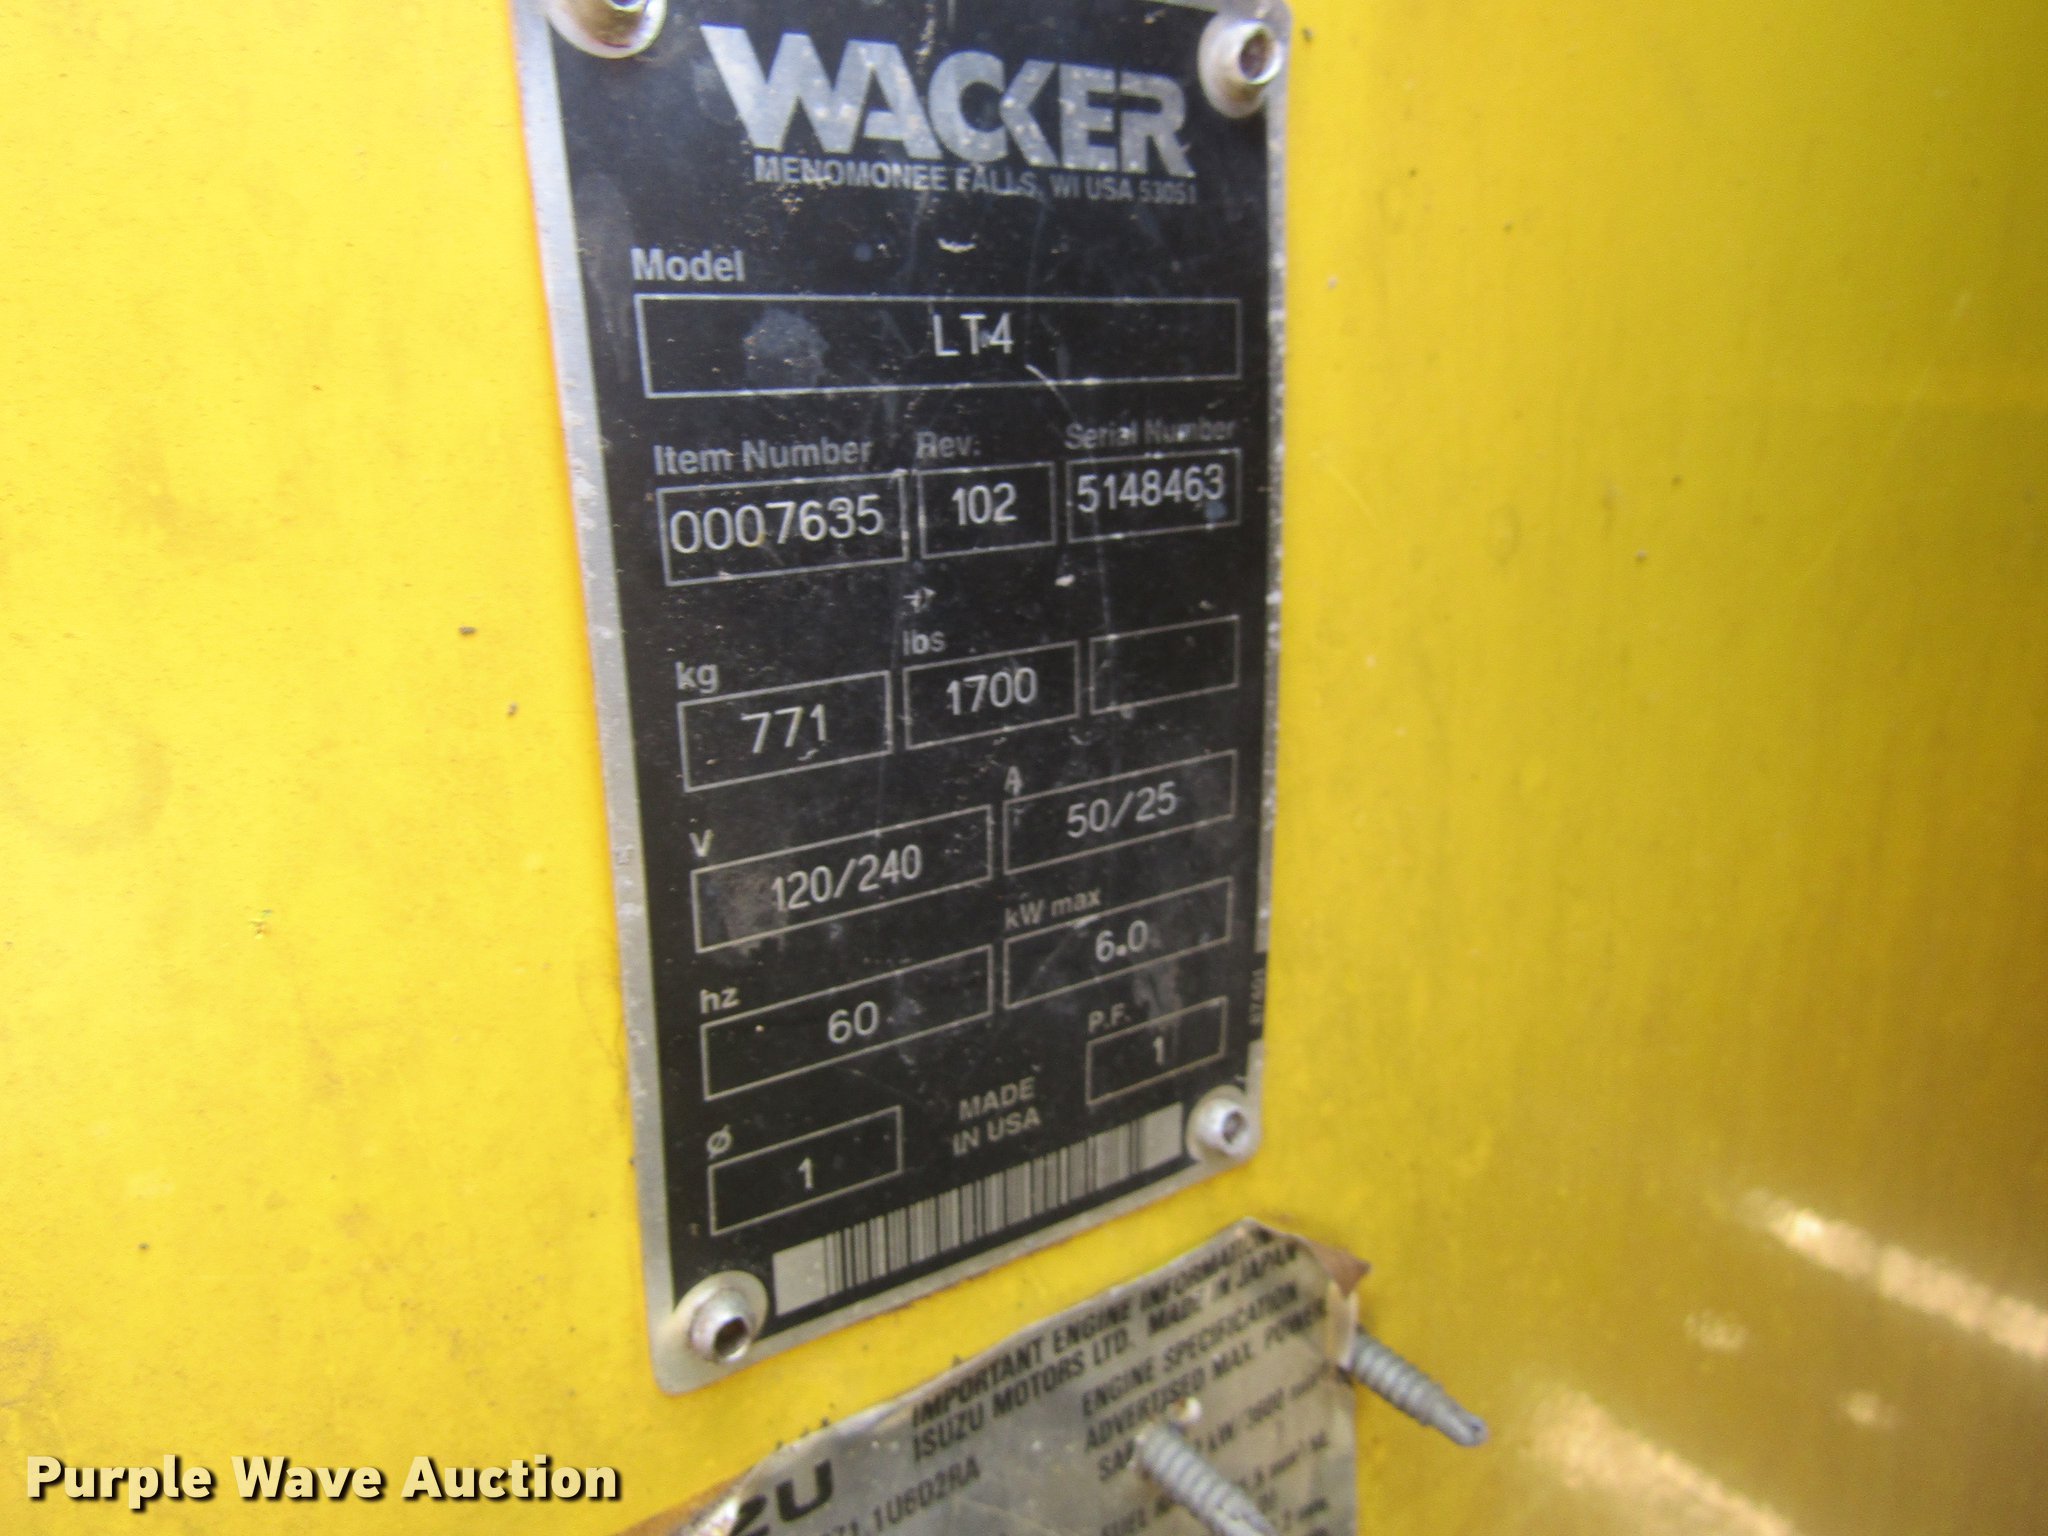 WACKER
MENOMONEE FALLS, WI USA 53051
Model
LT4
Item Number Rev. Serial Number
0007635 102 5148463
kg lbs
771 1700
V A
120/240 50/25
hz kW max
60 6.0
ø P.F.
1 MADE IN USA 1
IMPORTANT ENGINE INFORMATION
ISUZU MOTORS LTD. MADE IN JAPAN
ENGINE SPECIFICATION
ADVERTISED MAX. POWER
Purple Wave Auction